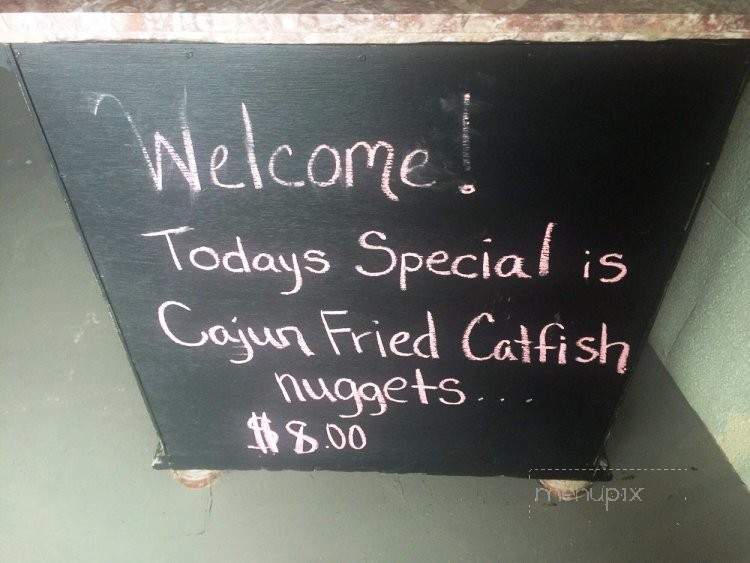 Welcome!
Todays Special is
Cajun Fried Catfish
nuggets....
$8.00
menupix